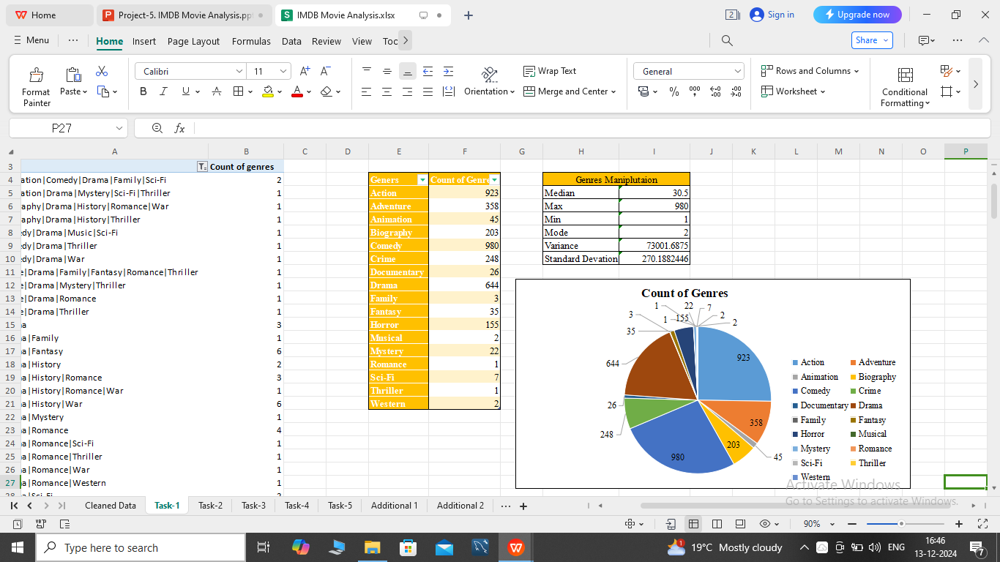 Home Project-5. IMDB Movie Analysis.ppt IMDB Movie Analysis.xlsx + 2 Sign in Upgrade now
Menu ··· Home Insert Page Layout Formulas Data Review View Toc Share
Format Painter Paste Calibri 11 A+ A- Wrap Text General Rows and Columns
B I U A Orientation Merge and Center % Worksheet Conditional Formatting
P27 fx
A B C D E F G H I J K L M N O P
3 Count of genres
4 ation|Comedy|Drama|Family|Sci-Fi 2 Geners Count of Genre Genres Maniplutaion
5 ation|Drama|Mystery|Sci-Fi|Thriller 1 Action 923 Median 30.5
6 aphy|Drama|History|Romance|War 1 Adventure 358 Max 980
7 aphy|Drama|History|Thriller 1 Animation 45 Min 1
8 edy|Drama|Music|Sci-Fi 1 Biography 203 Mode 2
9 edy|Drama|Thriller 1 Comedy 980 Variance 73001.6875
10 edy|Drama|War 1 Crime 248 Standard Devation 270.1882446
11 e|Drama|Family|Fantasy|Romance|Thriller 1 Documentary 26
12 e|Drama|Mystery|Thriller 1 Drama 644
13 e|Drama|Romance 1 Family 3
14 e|Drama|Thriller 1 Fantasy 35
15 a 3 Horror 155
16 a|Family 1 Musical 2
17 a|Fantasy 6 Mystery 22
18 a|History 2 Romance 1
19 a|History|Romance 3 Sci-Fi 7
20 a|History|Romance|War 1 Thriller 1
21 a|History|War 6 Western 2
22 a|Mystery 1
23 a|Romance 4
24 a|Romance|Sci-Fi 1
25 a|Romance|Thriller 1
26 a|Romance|War 1
27 a|Romance|Western 1
28 a|Sci-Fi 2
Count of Genres
1 22 7
3 1 155 2
35 2
923
644
26
358
248 203
980 45
Action Adventure
Animation Biography
Comedy Crime
Documentary Drama
Family Fantasy
Horror Musical
Mystery Romance
Sci-Fi Thriller
Western
Activate Windows
Go to Settings to activate Windows.
Cleaned Data Task-1 Task-2 Task-3 Task-4 Task-5 Additional 1 Additional 2 ··· +
90% − +
Type here to search 1 19°C Mostly cloudy ENG 16:46
13-12-2024 7